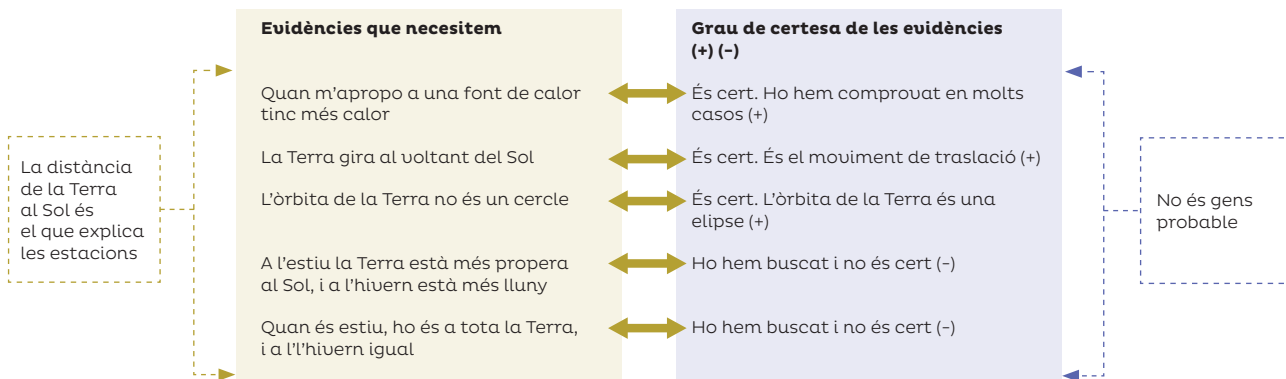 La distància
de la Terra
al Sol és
el que explica
les estacions
Evidències que necesitem
Quan m'apropo a una font de calor
tinc més calor
La Terra gira al voltant del Sol
L'òrbita de la Terra no és un cercle
A l'estiu la Terra està més propera
al Sol, i a l'hivern està més lluny
Quan és estiu, ho és a tota la Terra,
i a l'l'hivern igual
Grau de certesa de les evidències
(+) (–)
És cert. Ho hem comprovat en molts
casos (+)
És cert. És el moviment de traslació (+)
És cert. L'òrbita de la Terra és una
elipse (+)
Ho hem buscat i no és cert (–)
Ho hem buscat i no és cert (–)
No és gens
probable